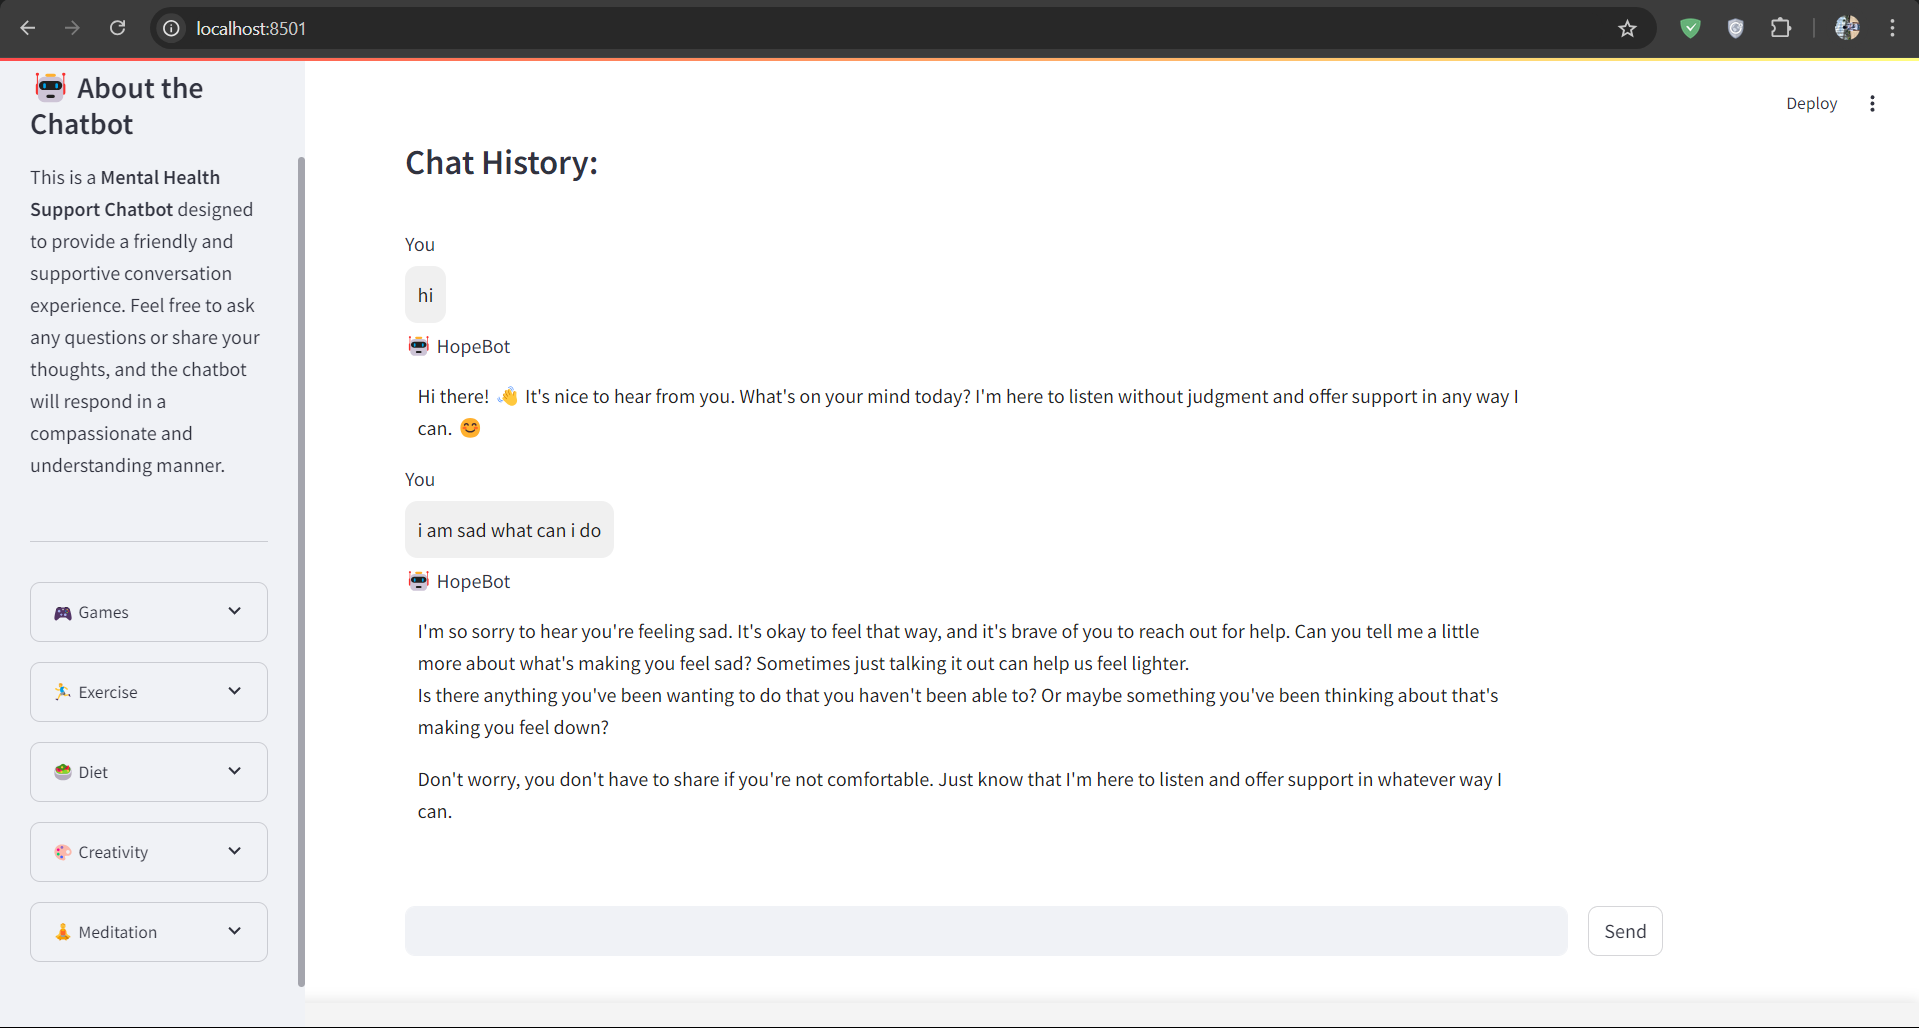 localhost:8501
About the
Chatbot
This is a Mental Health
Support Chatbot designed
to provide a friendly and
supportive conversation
experience. Feel free to ask
any questions or share your
thoughts, and the chatbot
will respond in a
compassionate and
understanding manner.
Games
Exercise
Diet
Creativity
Meditation
Deploy
Chat History:
You
hi
HopeBot
Hi there! 👋 It's nice to hear from you. What's on your mind today? I'm here to listen without judgment and offer support in any way I
can. 😊
You
i am sad what can i do
HopeBot
I'm so sorry to hear you're feeling sad. It's okay to feel that way, and it's brave of you to reach out for help. Can you tell me a little
more about what's making you feel sad? Sometimes just talking it out can help us feel lighter.
Is there anything you've been wanting to do that you haven't been able to? Or maybe something you've been thinking about that's
making you feel down?
Don't worry, you don't have to share if you're not comfortable. Just know that I'm here to listen and offer support in whatever way I
can.
Send